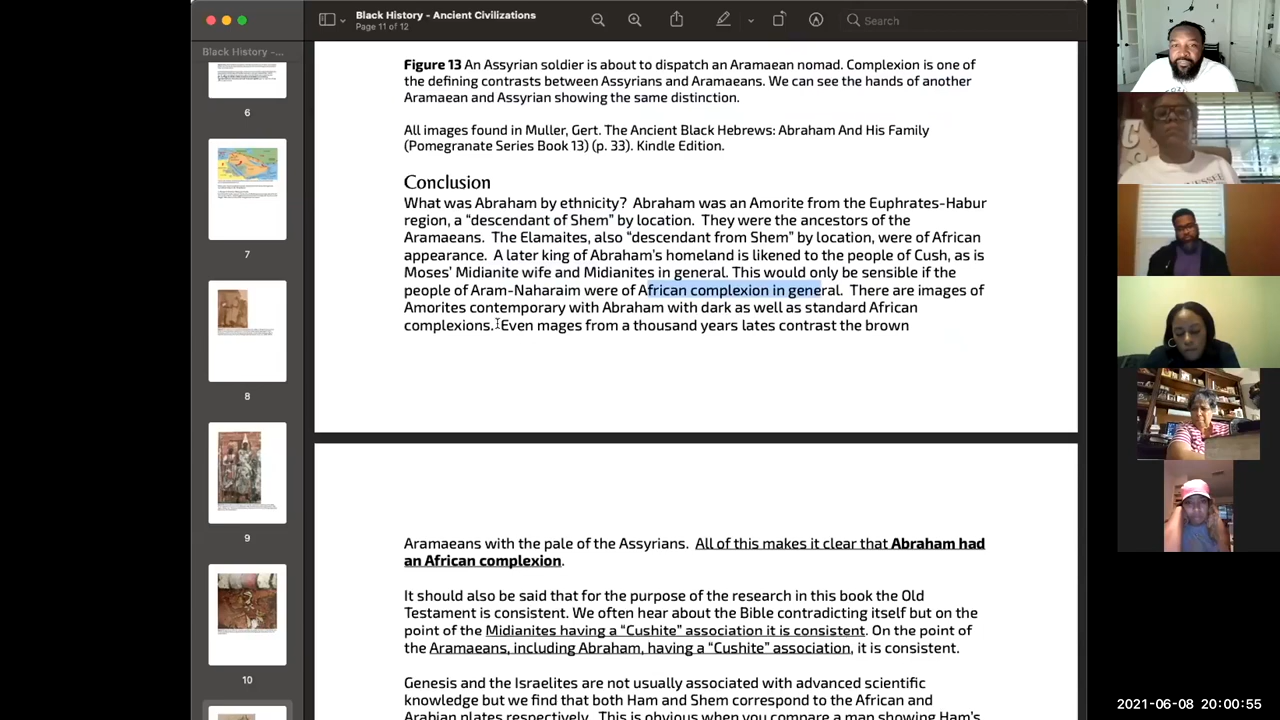 Black History - Ancient Civilizations
Page 11 of 12
Search
Black History -...
6
7
8
9
10
Figure 13 An Assyrian soldier is about to dispatch an Aramaean nomad. Complexion is one of
the defining contrasts between Assyrians and Aramaeans. We can see the hands of another
Aramaean and Assyrian showing the same distinction.
All images found in Muller, Gert. The Ancient Black Hebrews: Abraham And His Family
(Pomegranate Series Book 13) (p. 33). Kindle Edition.
Conclusion
What was Abraham by ethnicity? Abraham was an Amorite from the Euphrates-Habur
region, a “descendant of Shem” by location. They were the ancestors of the
Aramaeans. The Elamaites, also “descendant from Shem” by location, were of African
appearance. A later king of Abraham’s homeland is likened to the people of Cush, as is
Moses’ Midianite wife and Midianites in general. This would only be sensible if the
people of Aram-Naharaim were of African complexion in general. There are images of
Amorites contemporary with Abraham with dark as well as standard African
complexions. Even mages from a thousand years lates contrast the brown
Aramaeans with the pale of the Assyrians. All of this makes it clear that Abraham had
an African complexion.
It should also be said that for the purpose of the research in this book the Old
Testament is consistent. We often hear about the Bible contradicting itself but on the
point of the Midianites having a “Cushite” association it is consistent. On the point of
the Aramaeans, including Abraham, having a “Cushite” association, it is consistent.
Genesis and the Israelites are not usually associated with advanced scientific
knowledge but we find that both Ham and Shem correspond to the African and
Arabian plates respectively. This is obvious when you compare a map showing Ham’s
2021-06-08 20:00:55